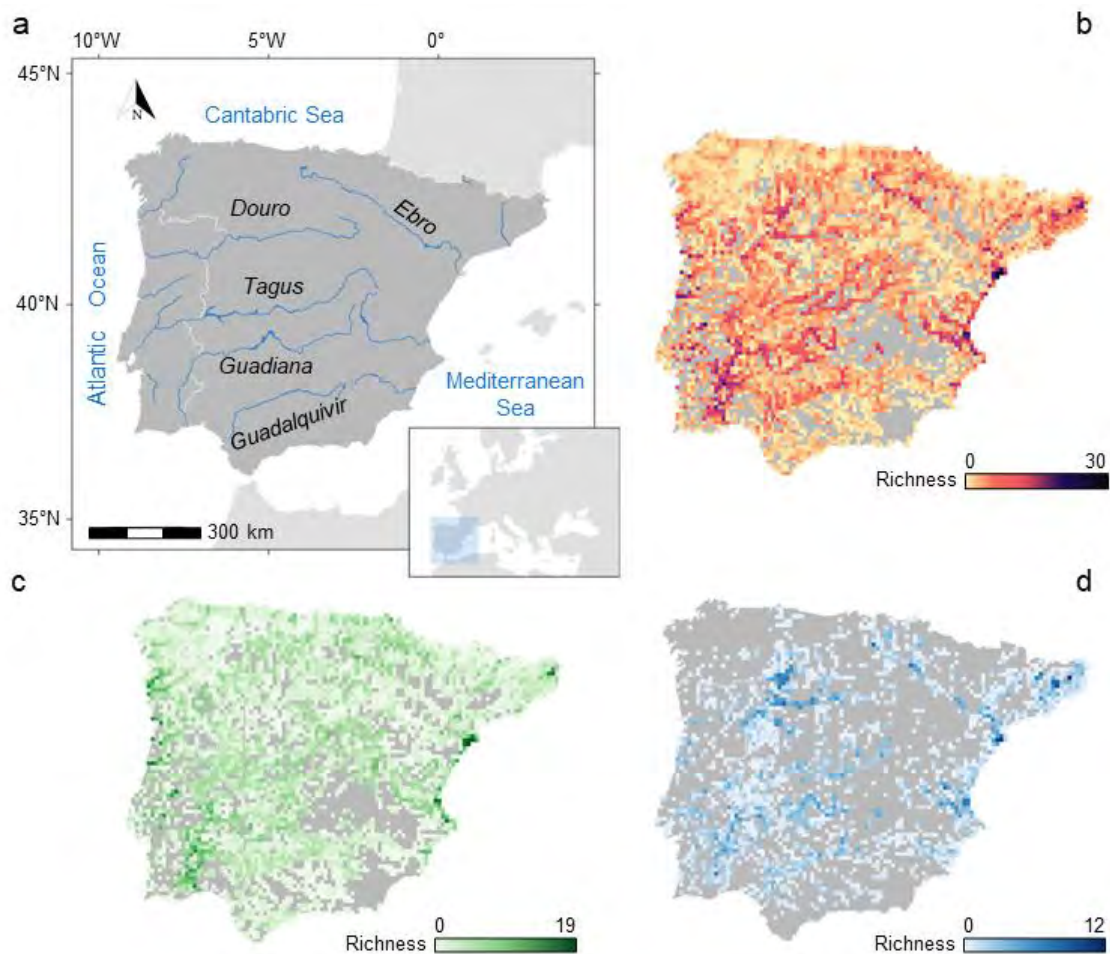 a
10°W 5°W 0°
b
45°N
N
Cantabric Sea
Douro
Ebro
Atlantic Ocean
Tagus
40°N
Guadiana
Mediterranean
Sea
Guadalquivir
0 30
Richness
35°N
300 km
c
d
0 19
Richness
0 12
Richness